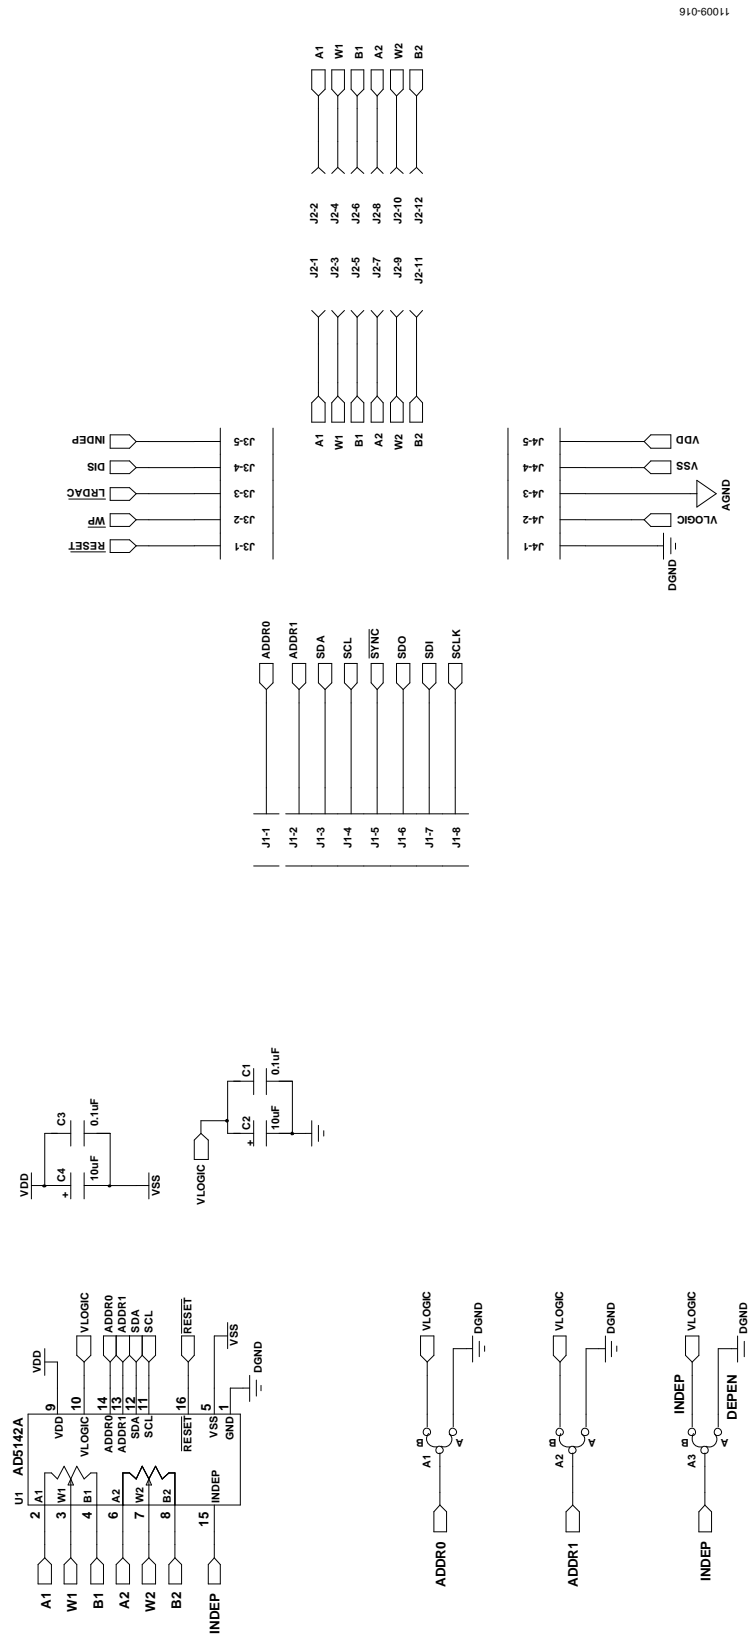 11009-016
A1
W1
B1
A2
W2
B2
J2-2
J2-4
J2-6
J2-8
J2-10
J2-12
J2-1
J2-3
J2-5
J2-7
J2-9
J2-11
A1
W1
B1
A2
W2
B2
INDEP
J3-5
DIS
J3-4
LRDAC
J3-3
WP
J3-2
RESET
J3-1
J4-5
VDD
J4-4
VSS
J4-3
AGND
J4-2
VLOGIC
J4-1
DGND
ADDR0
ADDR1
SDA
SCL
SYNC
SDO
SDI
SCLK
J1-1
J1-2
J1-3
J1-4
J1-5
J1-6
J1-7
J1-8
VDD
C3
0.1uF
+
C4
10uF
VSS
VLOGIC
C1
0.1uF
+
C2
10uF
U1
AD5142A
VDD
9
VDD
VLOGIC
10
VLOGIC
ADDR0
14
ADDR0
ADDR1
13
ADDR1
SDA
12
SDA
SCL
11
SCL
RESET
16
RESET
VSS
5
VSS
GND
1
DGND
A1
2
A1
W1
3
W1
B1
4
B1
A2
6
A2
W2
7
W2
B2
8
B2
INDEP
15
INDEP
VLOGIC
DGND
B
A
A1
ADDR0
VLOGIC
DGND
B
A
A2
ADDR1
VLOGIC
INDEP
DGND
DEPEN
B
A
A3
INDEP